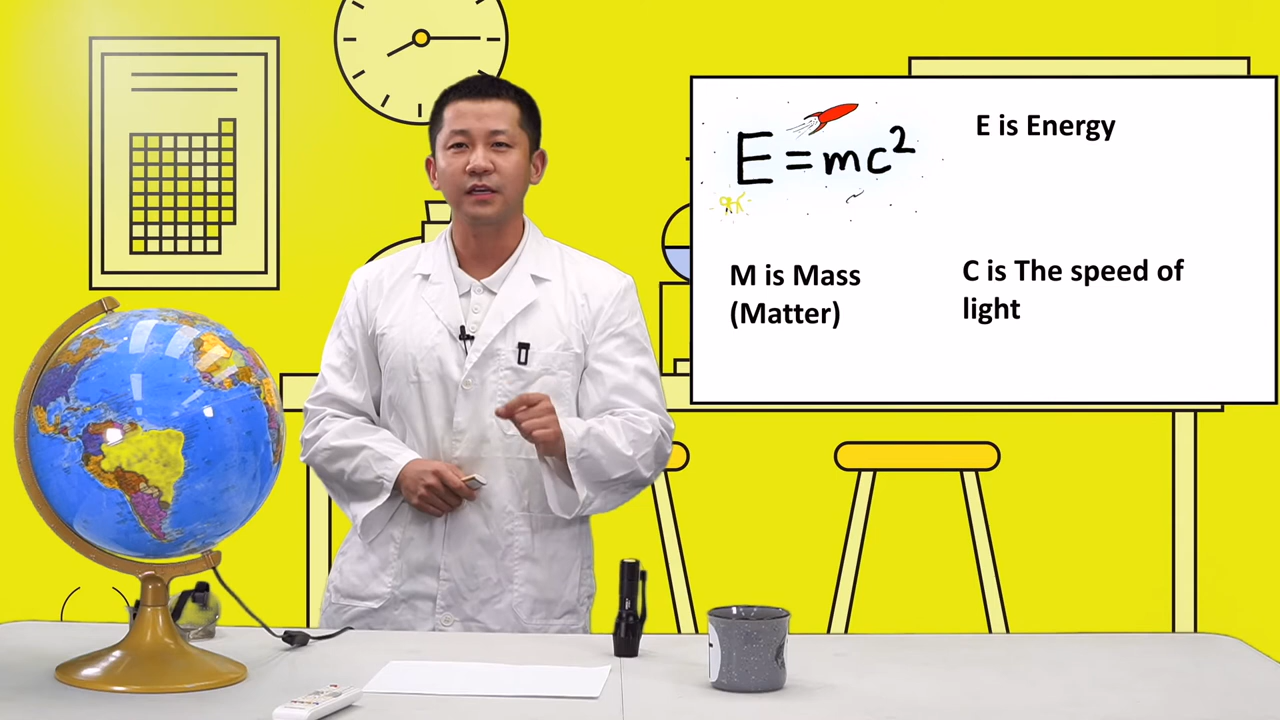 E = mc²
E is Energy
M is Mass
(Matter)
C is The speed of
light